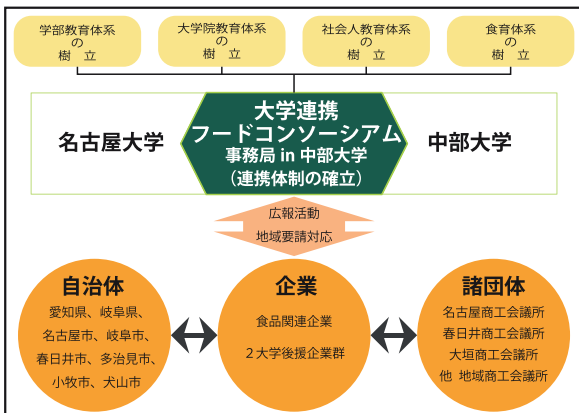 学部教育体系
の
樹 立
大学院教育体系
の
樹 立
社会人教育体系
の
樹 立
食育体系
の
樹 立
名古屋大学
大学連携
フードコンソーシアム
事務局 in 中部大学
（連携体制の確立）
中部大学
広報活動
地域要請対応
自治体
愛知県、岐阜県、
名古屋市、岐阜市、
春日井市、多治見市、
小牧市、犬山市
企業
食品関連企業
２大学後援企業群
諸団体
名古屋商工会議所
春日井商工会議所
大垣商工会議所
他 地域商工会議所